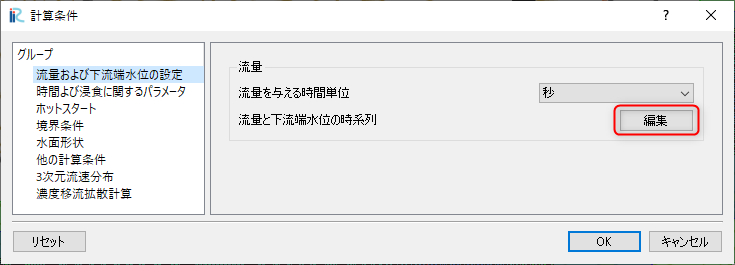 計算条件
グループ
流量および下流端水位の設定
時間および浸食に関するパラメータ
ホットスタート
境界条件
水面形状
他の計算条件
3次元流速分布
濃度移流拡散計算
流量
流量を与える時間単位
秒
流量と下流端水位の時系列
編集
リセット
OK
キャンセル